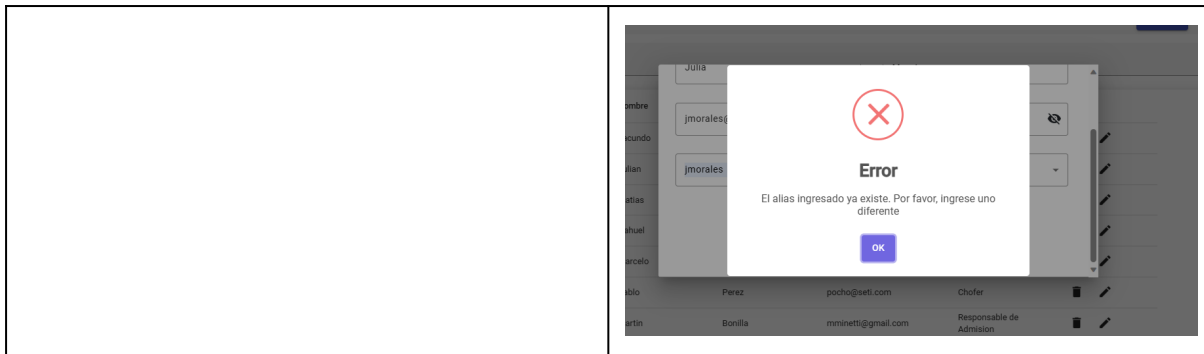 Julia
ombre
jmorales@
cundo
Error
ulian
jmorales
El alias ingresado ya existe. Por favor, ingrese uno
diferente
atias
ahuel
OK
arcelo
ablo Perez pocho@seti.com Chofer
artin Bonilla mminetti@gmail.com Responsable de
Admision